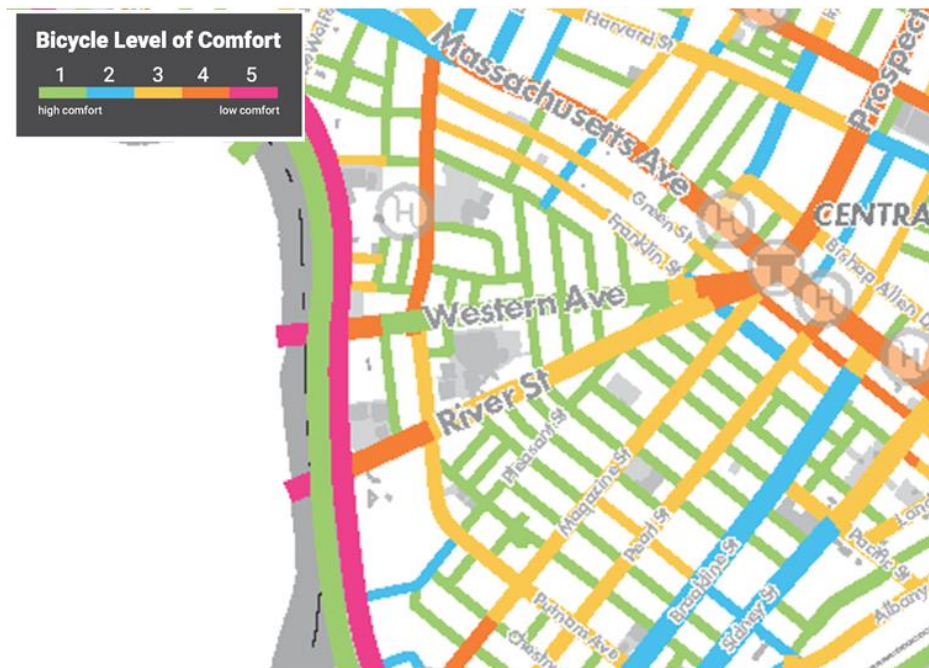 Bicycle Level of Comfort
1 2 3 4 5
high comfort low comfort
Harvard St
Massachusetts Ave
Prospect
Green St
Franklin St
CENTRA
Bishop Allen D
Western Ave
River St
Pleasant St
Magazine St
Pearl St
Brookline St
Sidney St
Pacific St
Land
Albany
Putnam Ave
Chestn
H
H
T
H
H